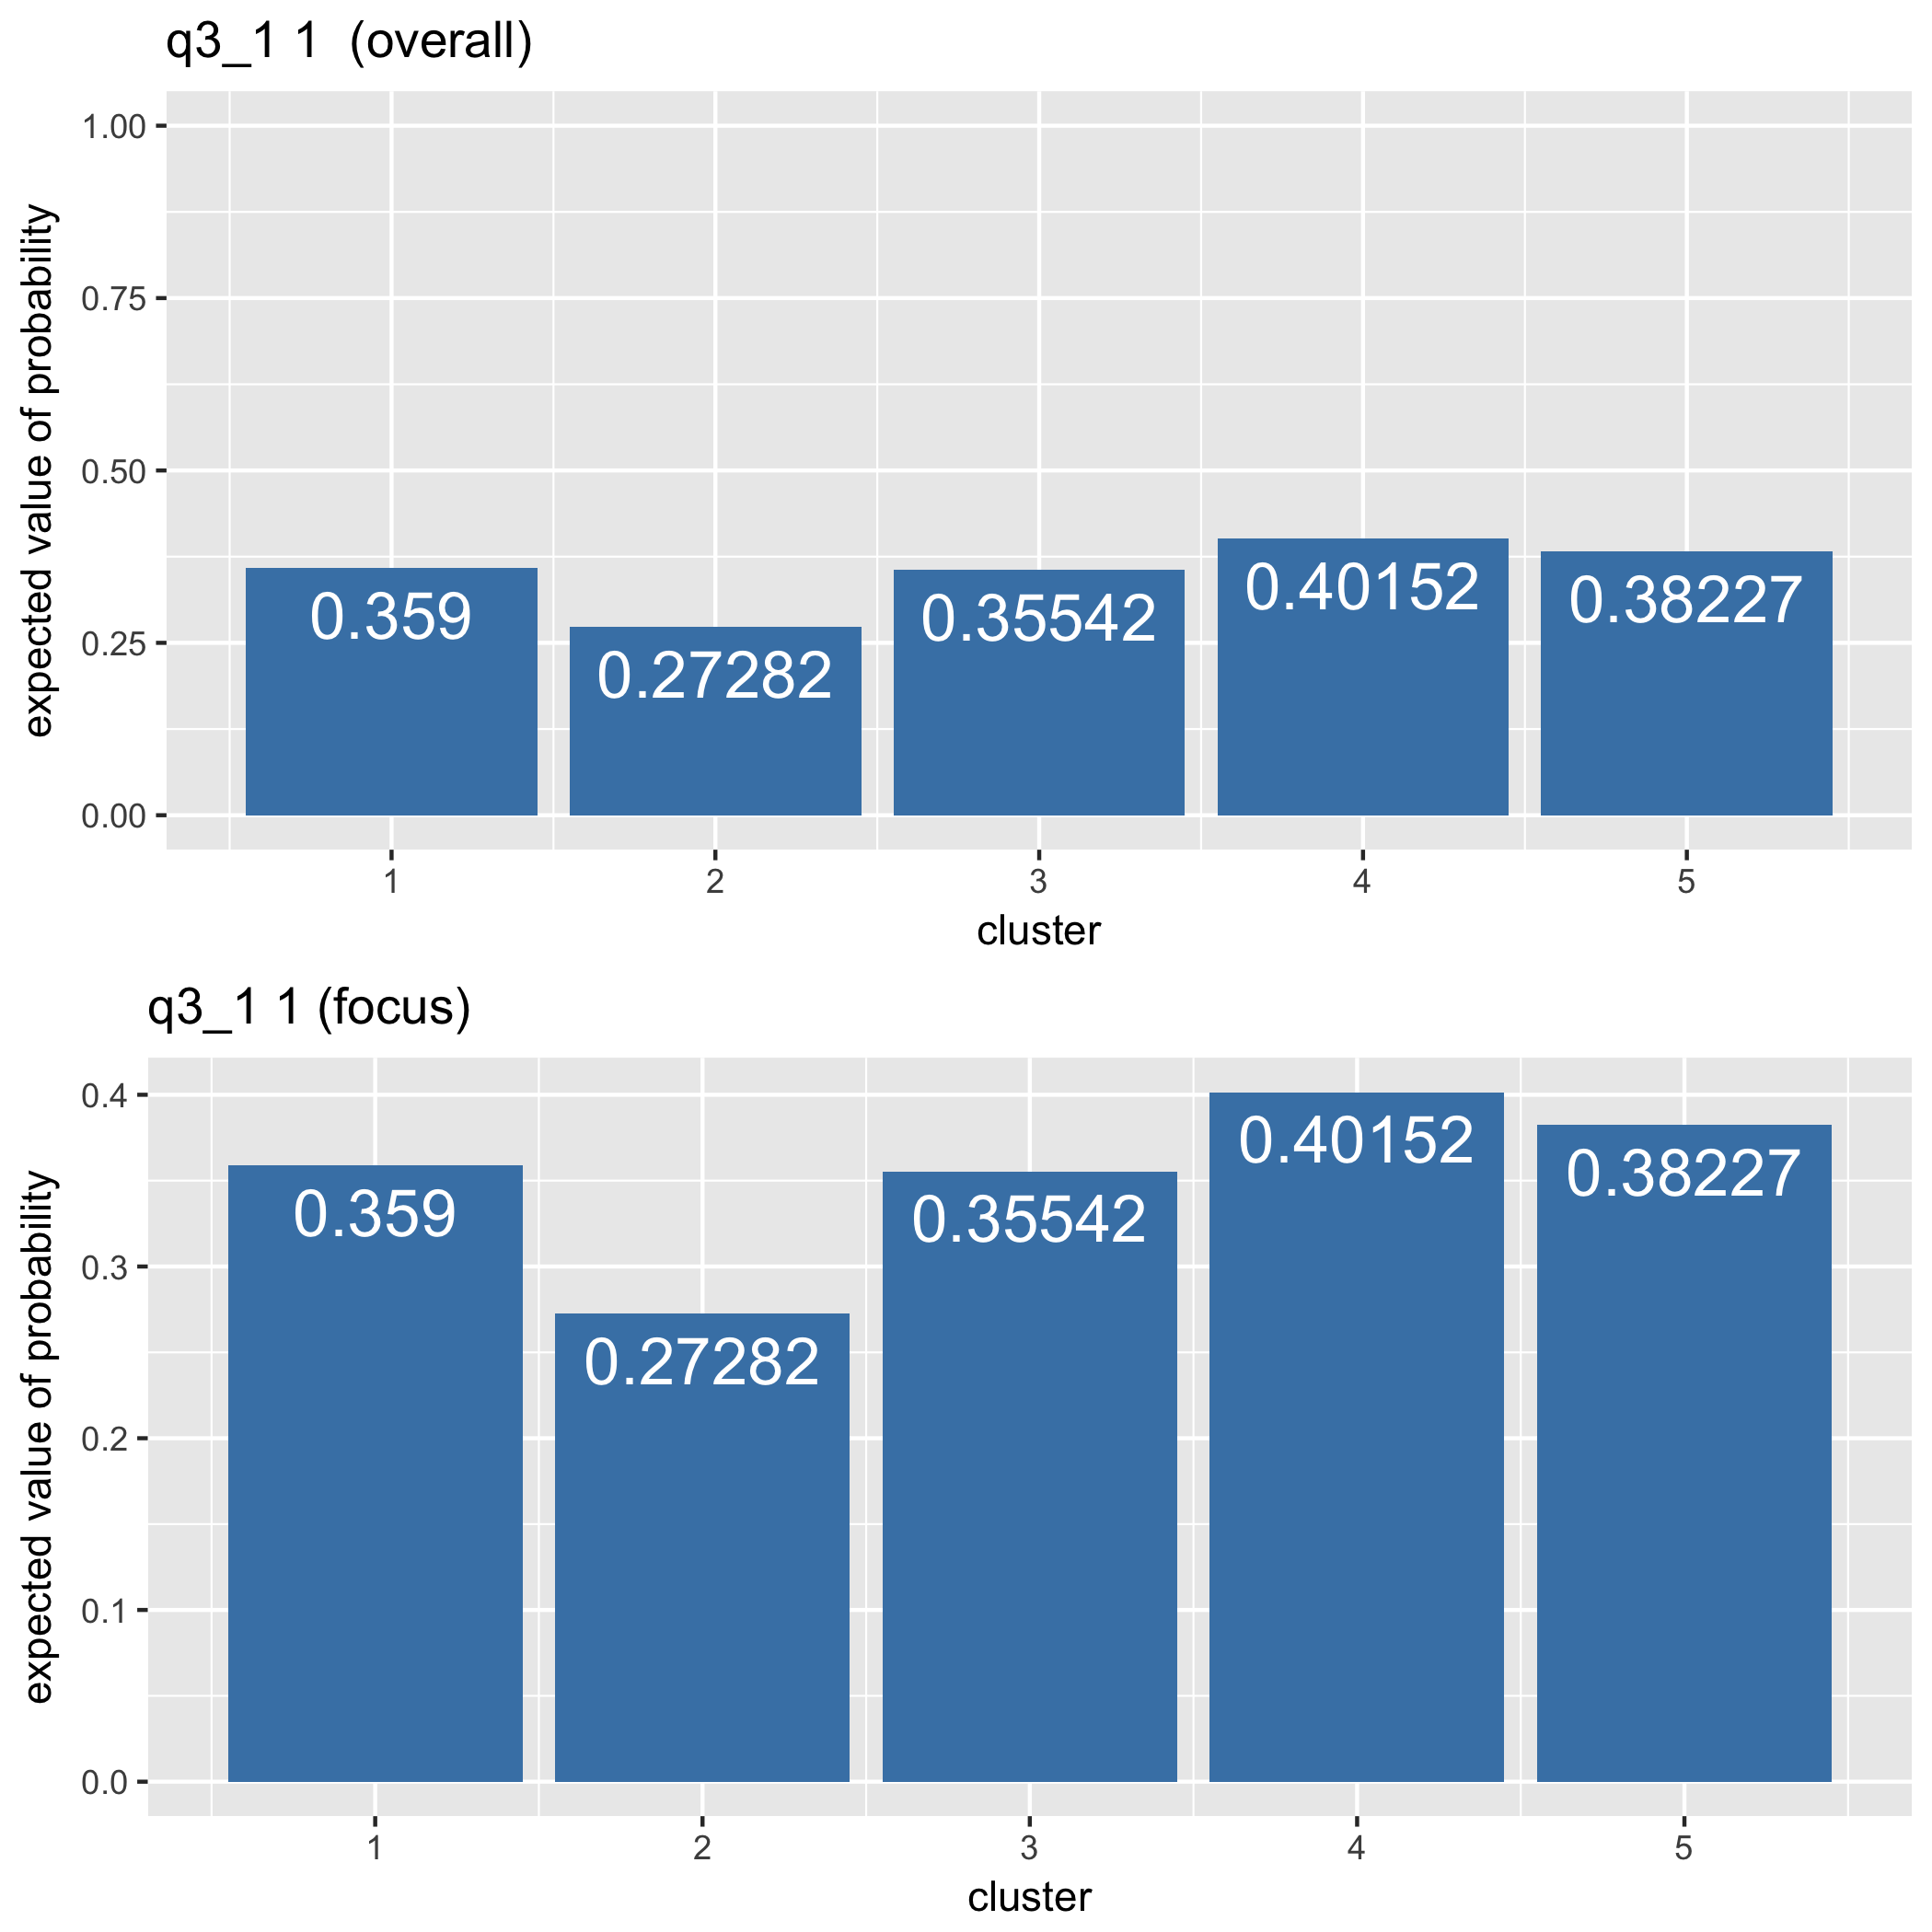 q3_1 1  (overall)
expected value of probability
1.00
0.75
0.50
0.25
0.00
0.359
0.27282
0.35542
0.40152
0.38227
1 2 3 4 5
cluster
q3_1 1 (focus)
expected value of probability
0.4
0.3
0.2
0.1
0.0
0.359
0.27282
0.35542
0.40152
0.38227
1 2 3 4 5
cluster